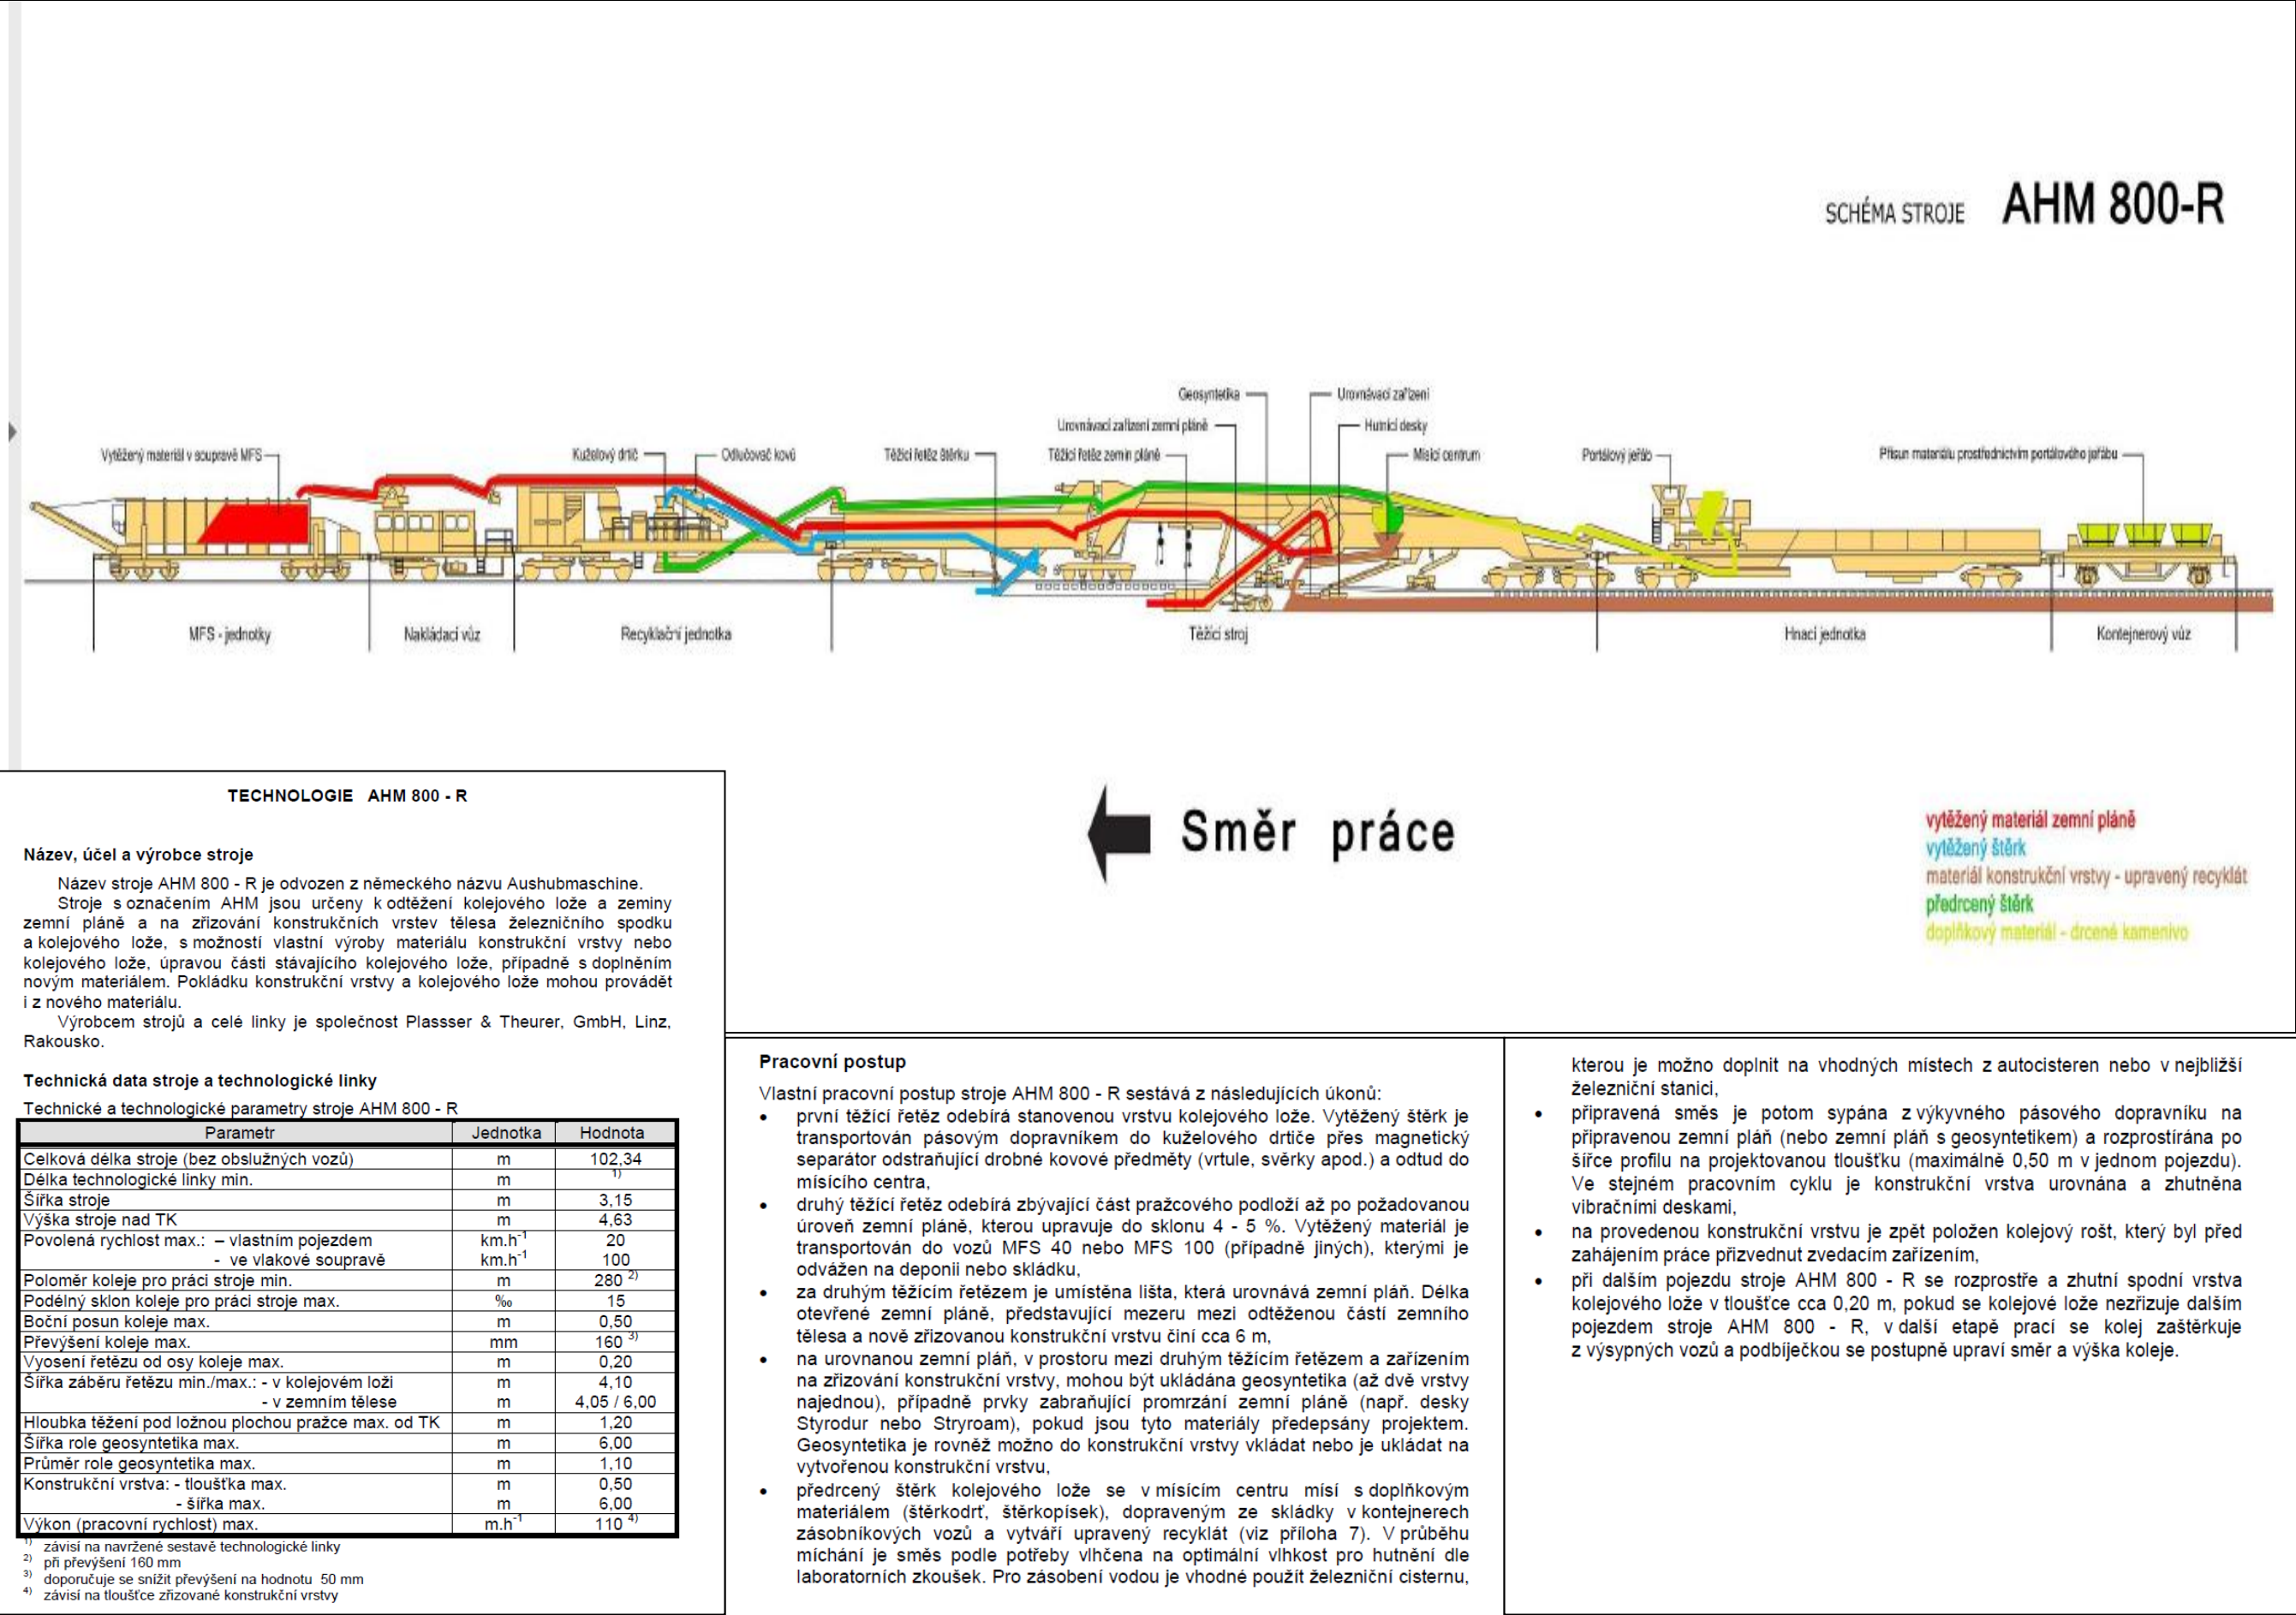 SCHÉMA STROJE AHM 800-R
Geosyntetika
Urovnávací zařízení
Urovnávací zařízení zemní pláně
Hutnící desky
Vytěžený materiál v soupravě MFS
Kuželový drtič
Odlučovač kovů
Těžící řetěz štěrku
Těžící řetěz zemin pláně
Mísící centrum
Portálový jeřáb
Přísun materiálu prostřednictvím portálového jeřábu
MFS - jednotky
Nakládací vůz
Recyklační jednotka
Těžící stroj
Hnací jednotka
Kontejnerový vůz
Směr práce
vytěžený materiál zemní pláně
vytěžený štěrk
materiál konstrukční vrstvy - upravený recyklát
předrcený štěrk
doplňkový materiál - drcené kamenivo
TECHNOLOGIE AHM 800 - R
Název, účel a výrobce stroje
Název stroje AHM 800 - R je odvozen z německého názvu Aushubmaschine.
Stroje s označením AHM jsou určeny k odtěžení kolejového lože a zeminy
zemní pláně a na zřizování konstrukčních vrstev tělesa železničního spodku
a kolejového lože, s možností vlastní výroby materiálu konstrukční vrstvy nebo
kolejového lože, úpravou části stávajícího kolejového lože, případně s doplněním
novým materiálem. Pokládku konstrukční vrstvy a kolejového lože mohou provádět
i z nového materiálu.
Výrobcem strojů a celé linky je společnost Plassser & Theurer, GmbH, Linz,
Rakousko.
Technická data stroje a technologické linky
Technické a technologické parametry stroje AHM 800 - R
Parametr Jednotka Hodnota
Celková délka stroje (bez obslužných vozů) m 102,34
Délka technologické linky min. m 1)
Šířka stroje m 3,15
Výška stroje nad TK m 4,63
Povolená rychlost max.: – vlastním pojezdem km.h-1 20
- ve vlakové soupravě km.h-1 100
Poloměr koleje pro práci stroje min. m 280 2)
Podélný sklon koleje pro práci stroje max. ‰ 15
Boční posun koleje max. m 0,50
Převýšení koleje max. mm 160 3)
Vyosení řetězu od osy koleje max. m 0,20
Šířka záběru řetězu min./max.: - v kolejovém loži m 4,10
- v zemním tělese m 4,05 / 6,00
Hloubka těžení pod ložnou plochou pražce max. od TK m 1,20
Šířka role geosyntetika max. m 6,00
Průměr role geosyntetika max. m 1,10
Konstrukční vrstva: - tloušťka max. m 0,50
- šířka max. m 6,00
Výkon (pracovní rychlost) max. m.h-1 110 4)
1) závisí na navržené sestavě technologické linky
2) při převýšení 160 mm
3) doporučuje se snížit převýšení na hodnotu 50 mm
4) závisí na tloušťce zřizované konstrukční vrstvy
Pracovní postup
Vlastní pracovní postup stroje AHM 800 - R sestává z následujících úkonů:
• první těžící řetěz odebírá stanovenou vrstvu kolejového lože. Vytěžený štěrk je
transportován pásovým dopravníkem do kuželového drtiče přes magnetický
separátor odstraňující drobné kovové předměty (vrtule, svěrky apod.) a odtud do
mísícího centra,
• druhý těžící řetěz odebírá zbývající část pražcového podloží až po požadovanou
úroveň zemní pláně, kterou upravuje do sklonu 4 - 5 %. Vytěžený materiál je
transportován do vozů MFS 40 nebo MFS 100 (případně jiných), kterými je
odvážen na deponii nebo skládku,
• za druhým těžícím řetězem je umístěna lišta, která urovnává zemní pláň. Délka
otevřené zemní pláně, představující mezeru mezi odtěženou částí zemního
tělesa a nově zřizovanou konstrukční vrstvu činí cca 6 m,
• na urovnanou zemní pláň, v prostoru mezi druhým těžícím řetězem a zařízením
na zřizování konstrukční vrstvy, mohou být ukládána geosyntetika (až dvě vrstvy
najednou), případně prvky zabraňující promrzání zemní pláně (např. desky
Styrodur nebo Stryroam), pokud jsou tyto materiály předepsány projektem.
Geosyntetika je rovněž možno do konstrukční vrstvy vkládat nebo je ukládat na
vytvořenou konstrukční vrstvu,
• předrcený štěrk kolejového lože se v mísícím centru mísí s doplňkovým
materiálem (štěrkodrť, štěrkopísek), dopraveným ze skládky v kontejnerech
zásobníkových vozů a vytváří upravený recyklát (viz příloha 7). V průběhu
míchání je směs podle potřeby vlhčena na optimální vlhkost pro hutnění dle
laboratorních zkoušek. Pro zásobení vodou je vhodné použít železniční cisternu,
kterou je možno doplnit na vhodných místech z autocisteren nebo v nejbližší
železniční stanici,
• připravená směs je potom sypána z výkyvného pásového dopravníku na
připravenou zemní pláň (nebo zemní pláň s geosyntetikem) a rozprostírána po
šířce profilu na projektovanou tloušťku (maximálně 0,50 m v jednom pojezdu).
Ve stejném pracovním cyklu je konstrukční vrstva urovnána a zhutněna
vibračními deskami,
• na provedenou konstrukční vrstvu je zpět položen kolejový rošt, který byl před
zahájením práce přizvednut zvedacím zařízením,
• při dalším pojezdu stroje AHM 800 - R se rozprostře a zhutní spodní vrstva
kolejového lože v tloušťce cca 0,20 m, pokud se kolejové lože nezřizuje dalším
pojezdem stroje AHM 800 - R, v další etapě prací se kolej zaštěrkuje
z výsypných vozů a podbíječkou se postupně upraví směr a výška koleje.